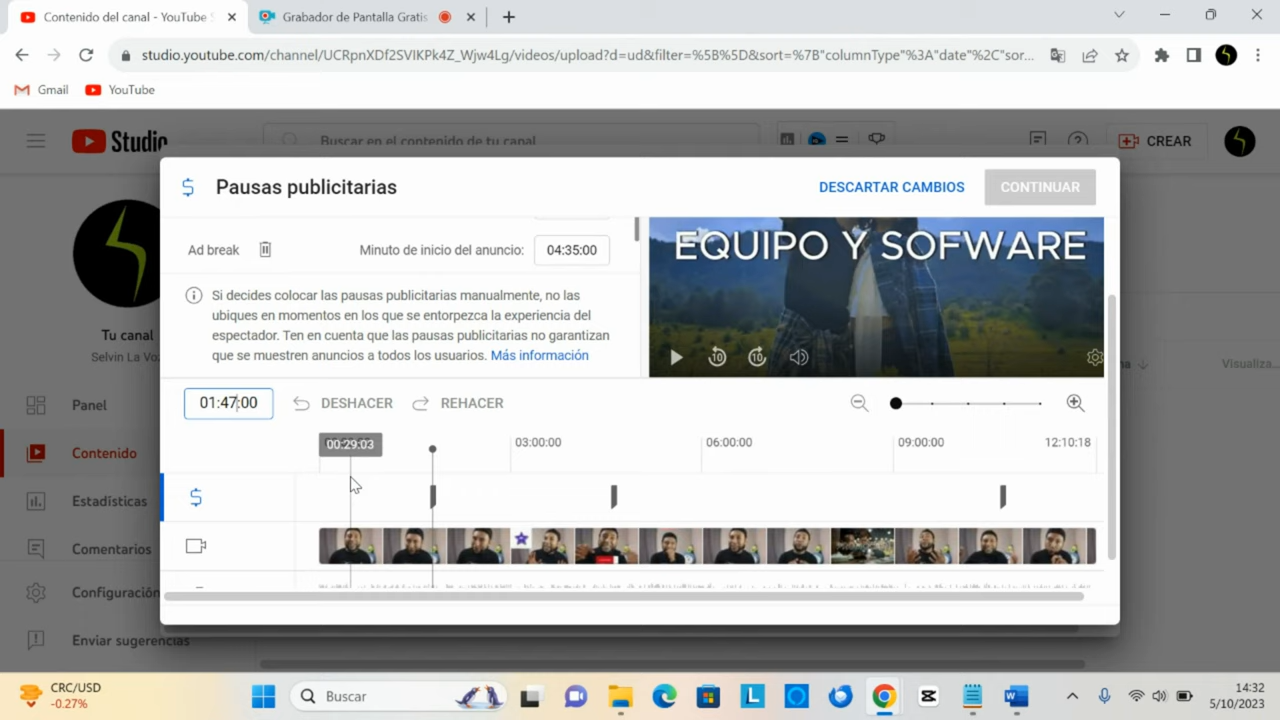 Contenido del canal - YouTube S
Grabador de Pantalla Gratis
studio.youtube.com/channel/UCRpnXDf2SVIKPk4Z_Wjw4Lg/videos/upload?d=ud&filter=%5B%5D&sort=%7B"columnType"%3A"date"%2C"sor...
Gmail
YouTube
Studio
Buscar en el contenido de tu canal
CREAR
Pausas publicitarias
DESCARTAR CAMBIOS
CONTINUAR
Ad break
Minuto de inicio del anuncio:
04:35:00
EQUIPO Y SOFWARE
Si decides colocar las pausas publicitarias manualmente, no las
ubiques en momentos en los que se entorpezca la experiencia del
espectador. Ten en cuenta que las pausas publicitarias no garantizan
que se muestren anuncios a todos los usuarios. Más información
10
10
Tu canal
Selvin La Vo
na
Visualiza...
01:47:00
DESHACER
REHACER
00:29:03
03:00:00
06:00:00
09:00:00
12:10:18
Panel
Contenido
Estadísticas
Comentarios
Configuración
Enviar sugerencias
CRC/USD
-0.27%
Buscar
L
W
14:32
5/10/2023